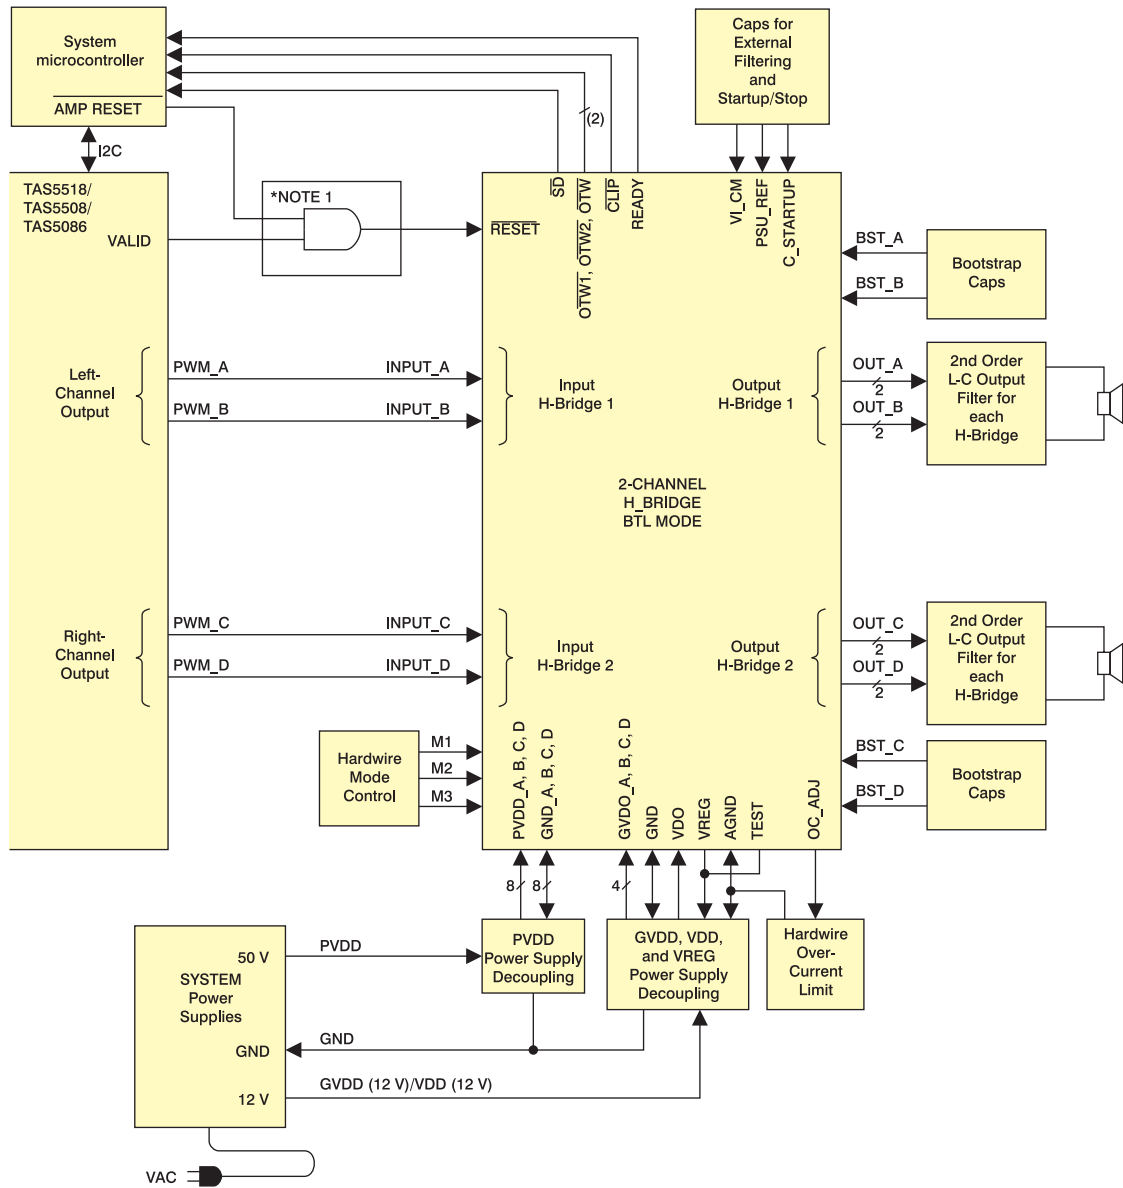 System
microcontroller
AMP RESET
I2C
TAS5518/
TAS5508/
TAS5086
VALID
*NOTE 1
RESET
SD
OTW1, OTW2, OTW
(2)
CLIP
READY
Caps for
External
Filtering
and
Startup/Stop
VI_CM
PSU_REF
C_STARTUP
BST_A
BST_B
Bootstrap
Caps
Left-
Channel
Output
PWM_A
INPUT_A
PWM_B
INPUT_B
Input
H-Bridge 1
Output
H-Bridge 1
OUT_A
2
OUT_B
2
2nd Order
L-C Output
Filter for
each
H-Bridge
2-CHANNEL
H_BRIDGE
BTL MODE
Right-
Channel
Output
PWM_C
INPUT_C
PWM_D
INPUT_D
Input
H-Bridge 2
Output
H-Bridge 2
OUT_C
2
OUT_D
2
2nd Order
L-C Output
Filter for
each
H-Bridge
Hardwire
Mode
Control
M1
M2
M3
PVDD_A, B, C, D
GND_A, B, C, D
GVDO_A, B, C, D
GND
VDO
VREG
AGND
TEST
OC_ADJ
BST_C
BST_D
Bootstrap
Caps
8
8
4
PVDD
Power Supply
Decoupling
GVDD, VDD,
and VREG
Power Supply
Decoupling
Hardwire
Over-
Current
Limit
50 V
SYSTEM
Power
Supplies
GND
12 V
PVDD
GND
GVDD (12 V)/VDD (12 V)
VAC